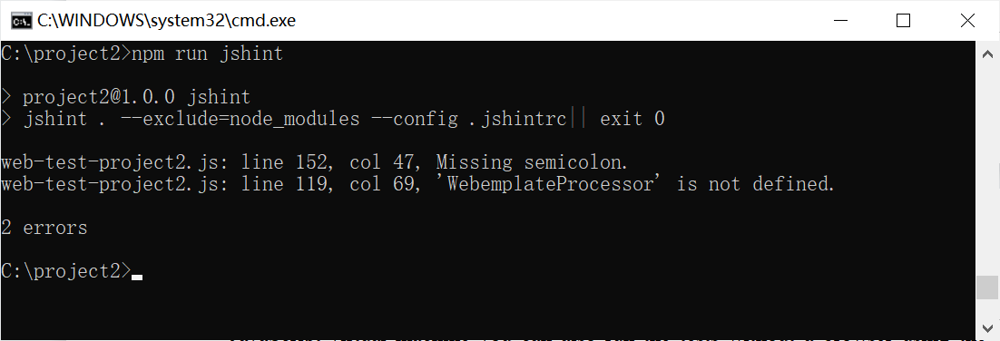 C:\WINDOWS\system32\cmd.exe
C:\project2>npm run jshint
> project2@1.0.0 jshint
> jshint . --exclude=node_modules --config .jshintrc|| exit 0
web-test-project2.js: line 152, col 47, Missing semicolon.
web-test-project2.js: line 119, col 69, 'WebemplateProcessor' is not defined.
2 errors
C:\project2>